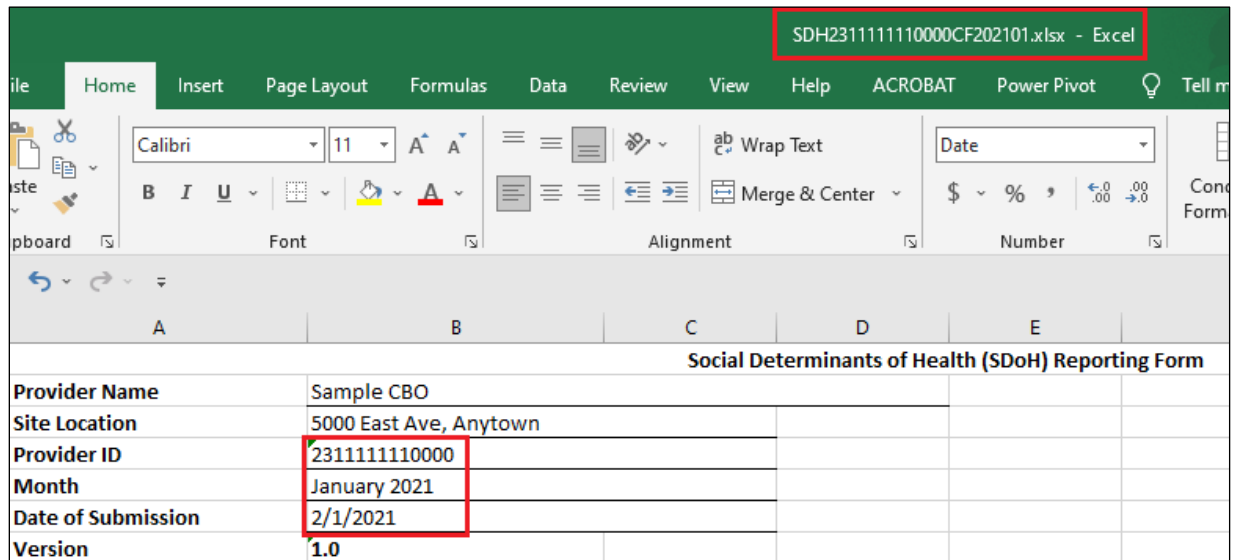 SDH2311111110000CF202101.xlsx - Excel
ile Home Insert Page Layout Formulas Data Review View Help ACROBAT Power Pivot Tell m
Calibri 11 A A ab Wrap Text Date
aste B I U A Merge & Center $ % , .00 .00 Cond
Form
pboard Font Alignment Number
A B C D E
Social Determinants of Health (SDoH) Reporting Form
Provider Name Sample CBO
Site Location 5000 East Ave, Anytown
Provider ID 2311111110000
Month January 2021
Date of Submission 2/1/2021
Version 1.0